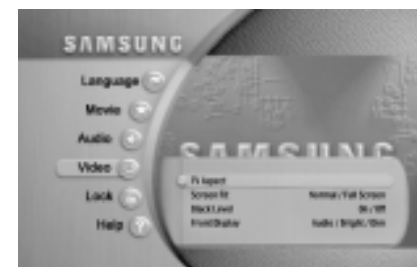 SAMSUNG
Language
Movie
Audio
Video
Lock
Help
SAMSUNG
TV Aspect
Screen Fit Normal / Full Screen
Black Level On / Off
Front Display Auto / Bright / Dim